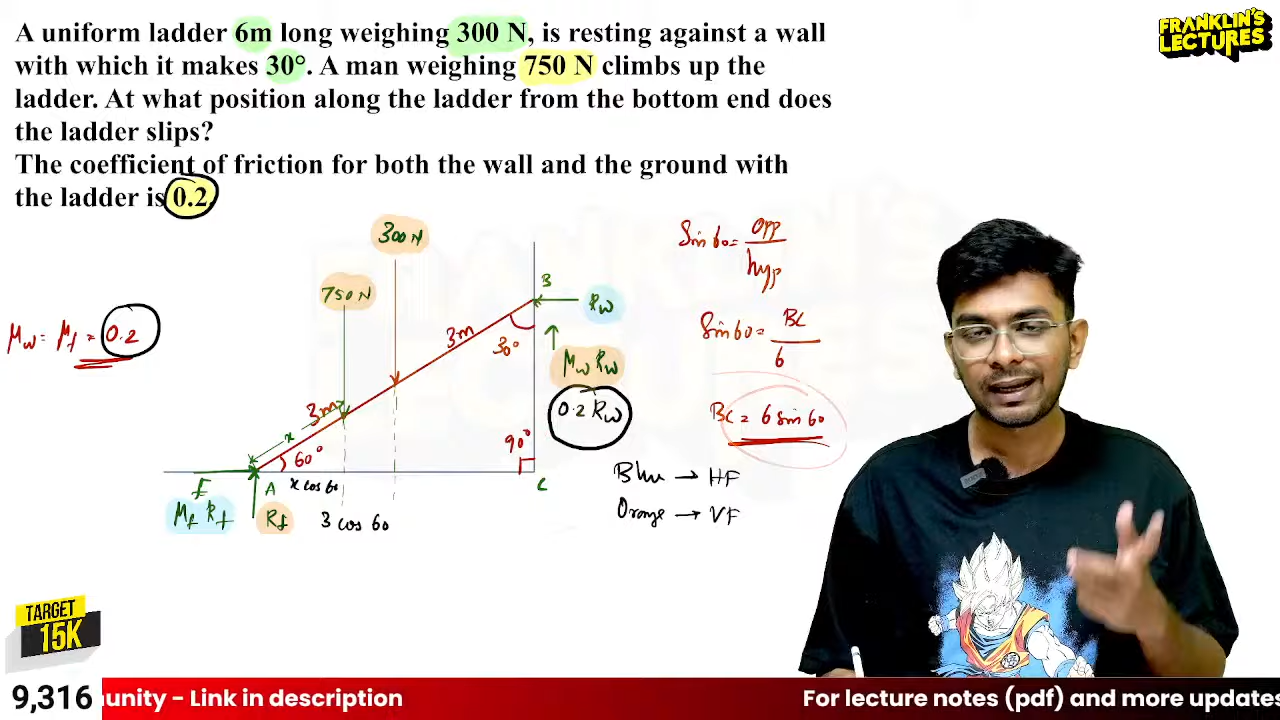 A uniform ladder 6m long weighing 300 N, is resting against a wall
with which it makes 30°. A man weighing 750 N climbs up the
ladder. At what position along the ladder from the bottom end does
the ladder slips?
The coefficient of friction for both the wall and the ground with
the ladder is 0.2.
FRANKLIN'S
LECTURES
300 N
750 N
μw = μf = 0.2
B
Rw
3m
30°
μw Rw
0.2 Rw
3m
x
60°
90°
A
x cos 60
C
μf Rf
Rf
3 cos 60
Sin 60 = opp
hyp
Sin 60 = BC
6
BC = 6 sin 60
Blue → HF
Orange → VF
TARGET
15K
9,316
unity - Link in description
For lecture notes (pdf) and more updates